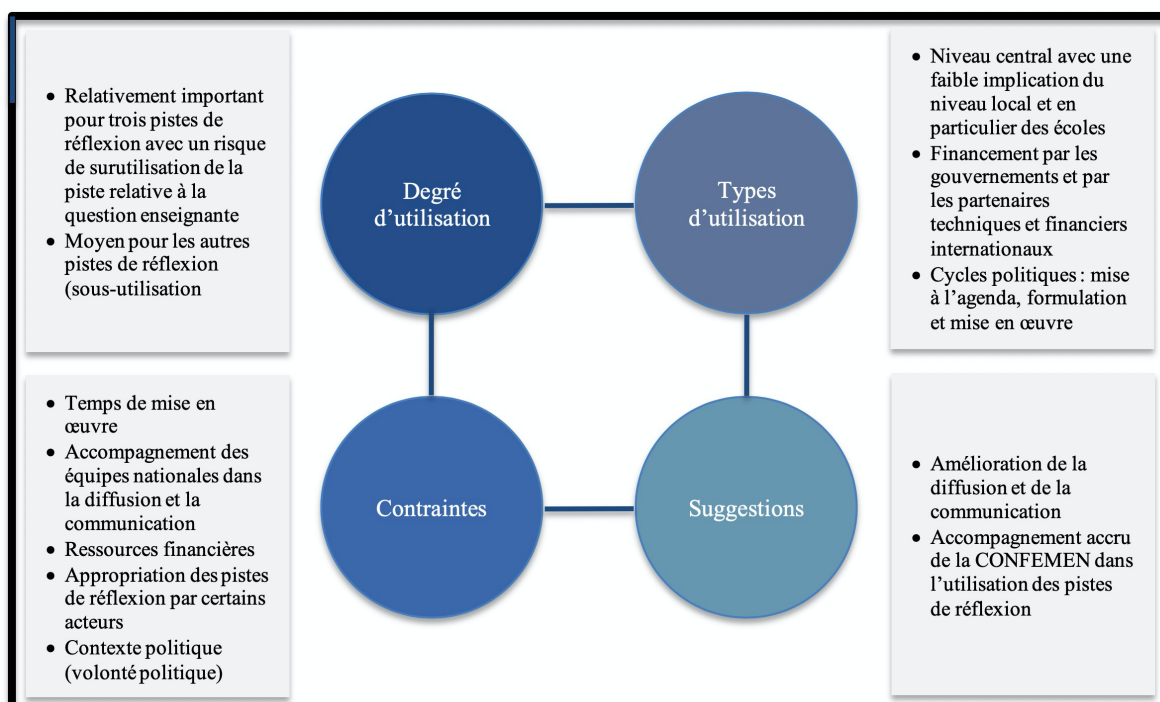 • Relativement important
pour trois pistes de
réflexion avec un risque
de surutilisation de la
piste relative à la
question enseignante
• Moyen pour les autres
pistes de réflexion
(sous-utilisation
Degré
d’utilisation
Types
d’utilisation
• Niveau central avec une
faible implication du
niveau local et en
particulier des écoles
• Financement par les
gouvernements et par
les partenaires
techniques et financiers
internationaux
• Cycles politiques : mise
à l’agenda, formulation
et mise en œuvre
• Temps de mise en
œuvre
• Accompagnement des
équipes nationales dans
la diffusion et la
communication
• Ressources financières
• Appropriation des pistes
de réflexion par certains
acteurs
• Contexte politique
(volonté politique)
Contraintes
Suggestions
• Amélioration de la
diffusion et de la
communication
• Accompagnement accru
de la CONFEMEN dans
l’utilisation des pistes
de réflexion